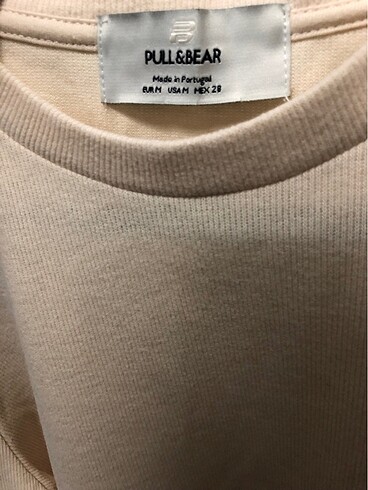 PULL&BEAR
Made in Portugal
EUR M USA M MEX 28